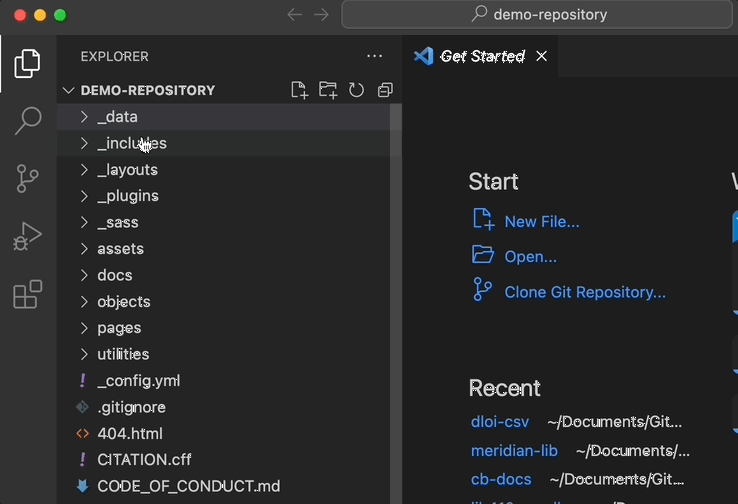 demo-repository
EXPLORER
Get Started
DEMO-REPOSITORY
_data
_includes
_layouts
_plugins
_sass
assets
docs
objects
pages
utilities
_config.yml
.gitignore
404.html
CITATION.cff
CODE_OF_CONDUCT.md
Start
New File...
Open...
Clone Git Repository...
Recent
dloi-csv ~/Documents/Git...
meridian-lib ~/Documents/...
cb-docs ~/Documents/Git...